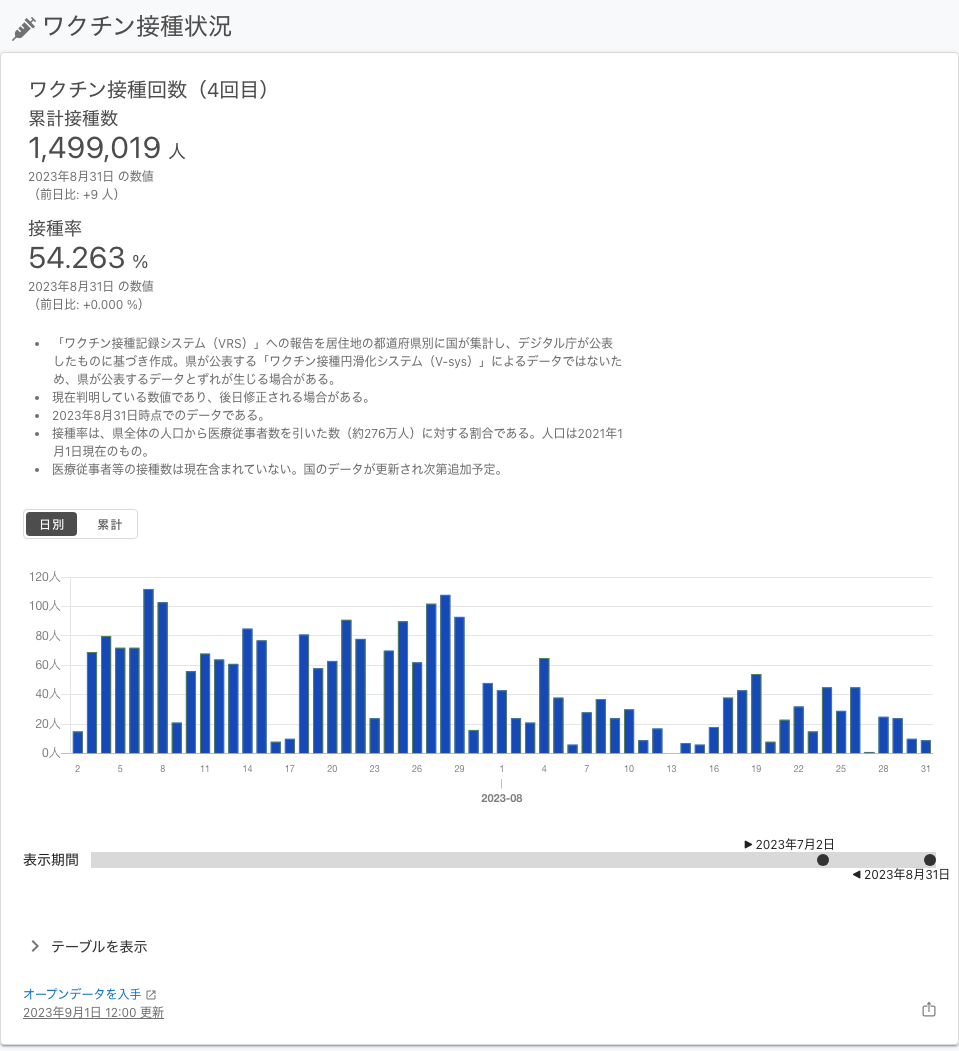 ワクチン接種状況
ワクチン接種回数（4回目）
累計接種数
1,499,019 人
2023年8月31日 の数値
（前日比: +9 人）
接種率
54.263 %
2023年8月31日 の数値
（前日比: +0.000 %）
「ワクチン接種記録システム（VRS）」への報告を居住地の都道府県別に国が集計し、デジタル庁が公表
したものに基づき作成。県が公表する「ワクチン接種円滑化システム（V-sys）」によるデータではないた
め、県が公表するデータとずれが生じる場合がある。
現在判明している数値であり、後日修正される場合がある。
2023年8月31日時点でのデータである。
接種率は、県全体の人口から医療従事者数を引いた数（約276万人）に対する割合である。人口は2021年1
月1日現在のもの。
医療従事者等の接種数は現在含まれていない。国のデータが更新され次第追加予定。
日別 累計
120人
100人
80人
60人
40人
20人
0人
2 5 8 11 14 17 20 23 26 29 1 4 7 10 13 16 19 22 25 28 31
2023-08
2023年7月2日
表示期間
2023年8月31日
テーブルを表示
オープンデータを入手
2023年9月1日 12:00 更新